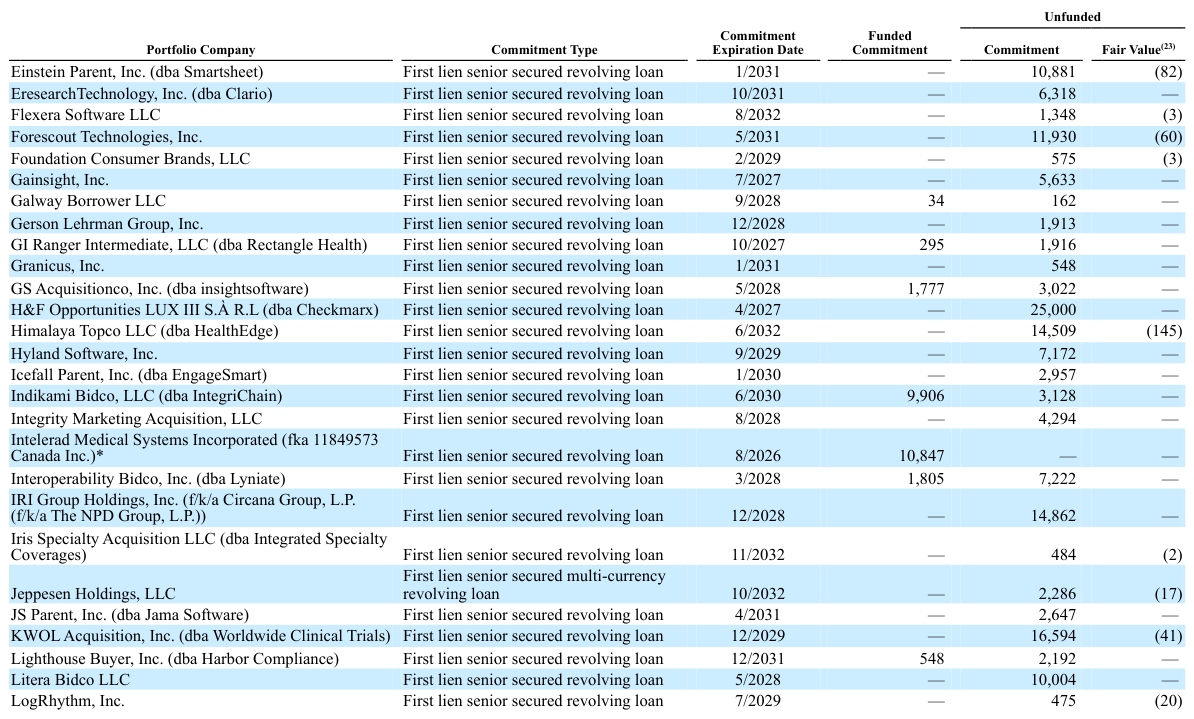 Unfunded
Portfolio Company Commitment Type Commitment Expiration Date Funded Commitment Commitment Fair Value(23)
Einstein Parent, Inc. (dba Smartsheet) First lien senior secured revolving loan 1/2031 — 10,881 (82)
EresearchTechnology, Inc. (dba Clario) First lien senior secured revolving loan 10/2031 — 6,318 —
Flexera Software LLC First lien senior secured revolving loan 8/2032 — 1,348 (3)
Forescout Technologies, Inc. First lien senior secured revolving loan 5/2031 — 11,930 (60)
Foundation Consumer Brands, LLC First lien senior secured revolving loan 2/2029 — 575 (3)
Gainsight, Inc. First lien senior secured revolving loan 7/2027 — 5,633 —
Galway Borrower LLC First lien senior secured revolving loan 9/2028 34 162 —
Gerson Lehrman Group, Inc. First lien senior secured revolving loan 12/2028 — 1,913 —
GI Ranger Intermediate, LLC (dba Rectangle Health) First lien senior secured revolving loan 10/2027 295 1,916 —
Granicus, Inc. First lien senior secured revolving loan 1/2031 — 548 —
GS Acquisitionco, Inc. (dba insightsoftware) First lien senior secured revolving loan 5/2028 1,777 3,022 —
H&F Opportunities LUX III S.À R.L (dba Checkmarx) First lien senior secured revolving loan 4/2027 — 25,000 —
Himalaya Topco LLC (dba HealthEdge) First lien senior secured revolving loan 6/2032 — 14,509 (145)
Hyland Software, Inc. First lien senior secured revolving loan 9/2029 — 7,172 —
Icefall Parent, Inc. (dba EngageSmart) First lien senior secured revolving loan 1/2030 — 2,957 —
Indikami Bidco, LLC (dba IntegriChain) First lien senior secured revolving loan 6/2030 9,906 3,128 —
Integrity Marketing Acquisition, LLC First lien senior secured revolving loan 8/2028 — 4,294 —
Intelerad Medical Systems Incorporated (fka 11849573
Canada Inc.)* First lien senior secured revolving loan 8/2026 10,847 — —
Interoperability Bidco, Inc. (dba Lyniate) First lien senior secured revolving loan 3/2028 1,805 7,222 —
IRI Group Holdings, Inc. (f/k/a Circana Group, L.P.
(f/k/a The NPD Group, L.P.)) First lien senior secured revolving loan 12/2028 — 14,862 —
Iris Specialty Acquisition LLC (dba Integrated Specialty
Coverages) First lien senior secured revolving loan 11/2032 — 484 (2)
First lien senior secured multi-currency
Jeppesen Holdings, LLC revolving loan 10/2032 — 2,286 (17)
JS Parent, Inc. (dba Jama Software) First lien senior secured revolving loan 4/2031 — 2,647 —
KWOL Acquisition, Inc. (dba Worldwide Clinical Trials) First lien senior secured revolving loan 12/2029 — 16,594 (41)
Lighthouse Buyer, Inc. (dba Harbor Compliance) First lien senior secured revolving loan 12/2031 548 2,192 —
Litera Bidco LLC First lien senior secured revolving loan 5/2028 — 10,004 —
LogRhythm, Inc. First lien senior secured revolving loan 7/2029 — 475 (20)